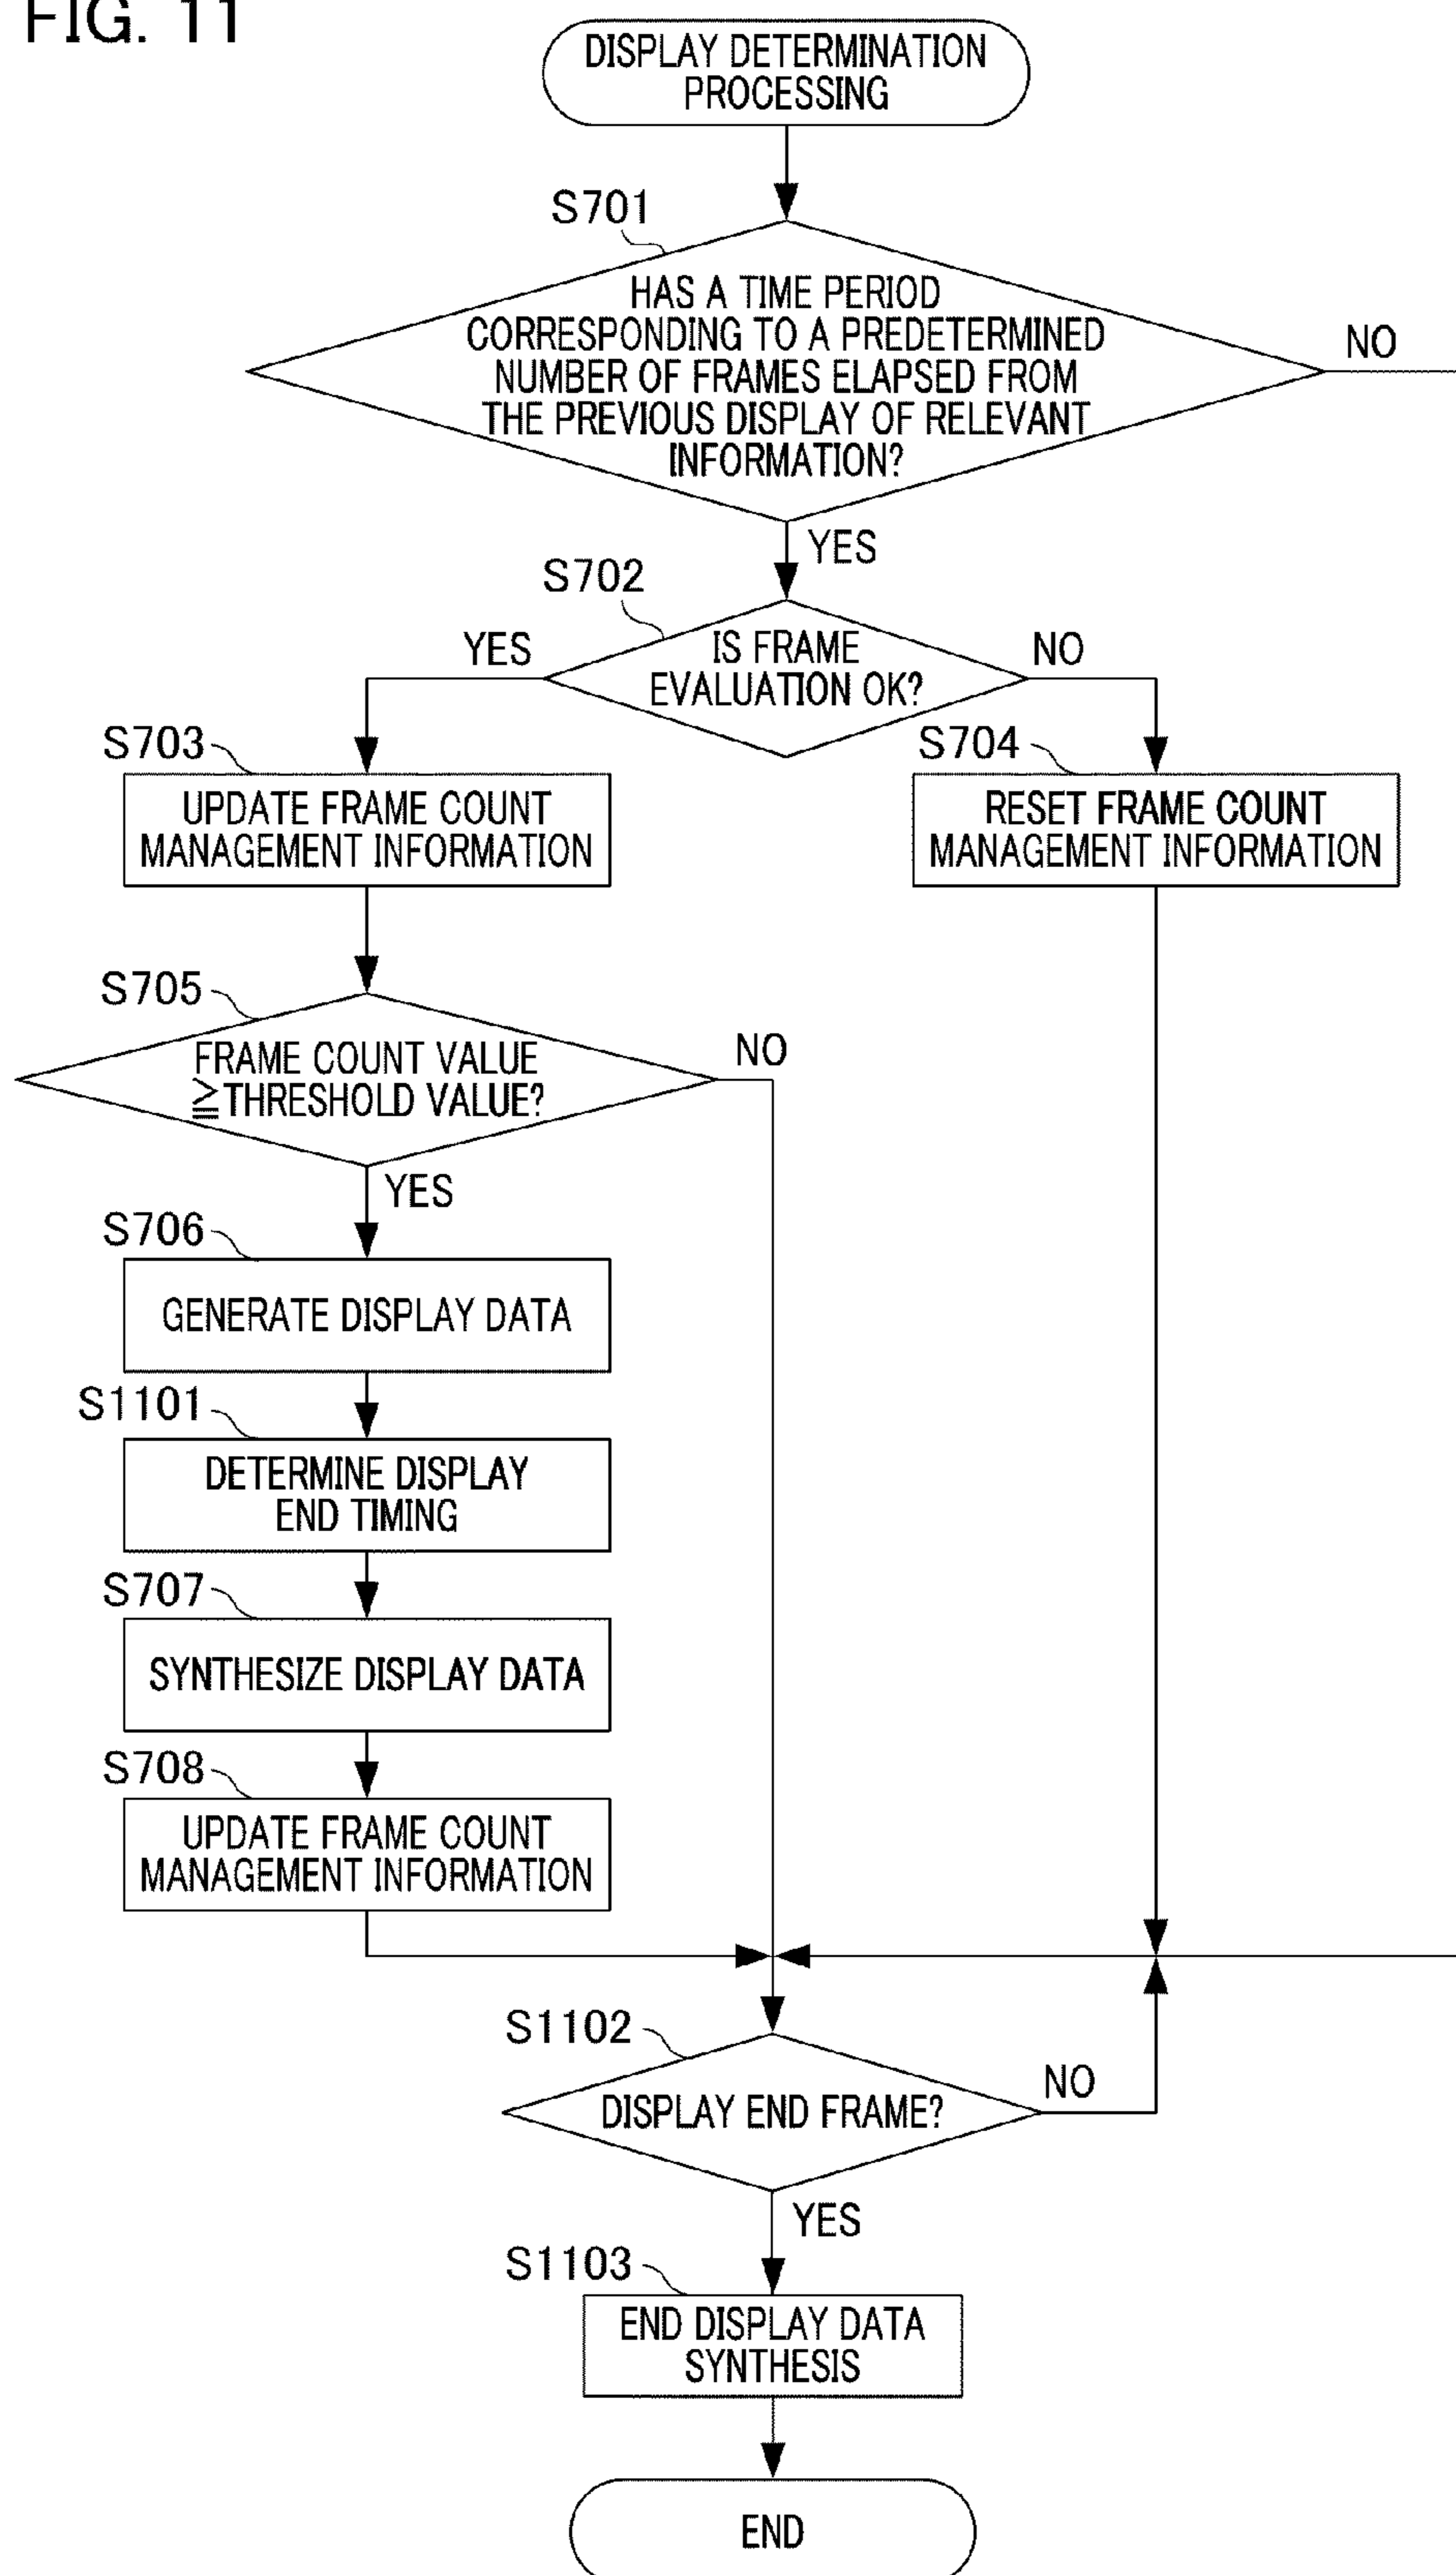 FIG. 11
DISPLAY DETERMINATION
PROCESSING
S701
HAS A TIME PERIOD
CORRESPONDING TO A PREDETERMINED
NUMBER OF FRAMES ELAPSED FROM
THE PREVIOUS DISPLAY OF RELEVANT
INFORMATION?
NO
YES
S702
IS FRAME
EVALUATION OK?
YES
NO
S703
UPDATE FRAME COUNT
MANAGEMENT INFORMATION
S704
RESET FRAME COUNT
MANAGEMENT INFORMATION
S705
FRAME COUNT VALUE
≧THRESHOLD VALUE?
NO
YES
S706
GENERATE DISPLAY DATA
S1101
DETERMINE DISPLAY
END TIMING
S707
SYNTHESIZE DISPLAY DATA
S708
UPDATE FRAME COUNT
MANAGEMENT INFORMATION
S1102
DISPLAY END FRAME?
NO
YES
S1103
END DISPLAY DATA
SYNTHESIS
END